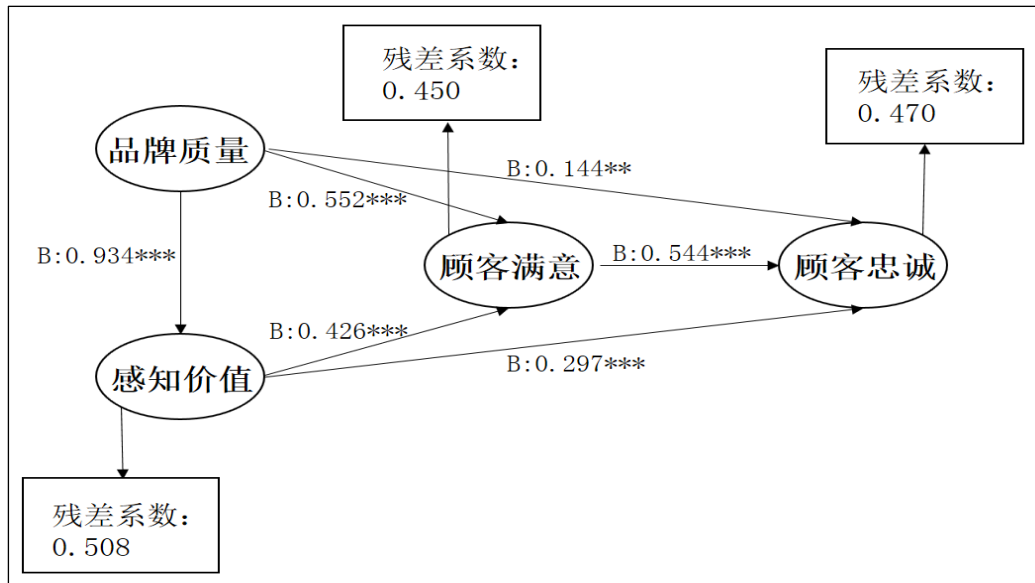 残差系数：
0.450
残差系数：
0.470
品牌质量
B:0.144**
B:0.552***
B:0.934***
顾客满意
B:0.544***
顾客忠诚
B:0.426***
感知价值
B:0.297***
残差系数：
0.508